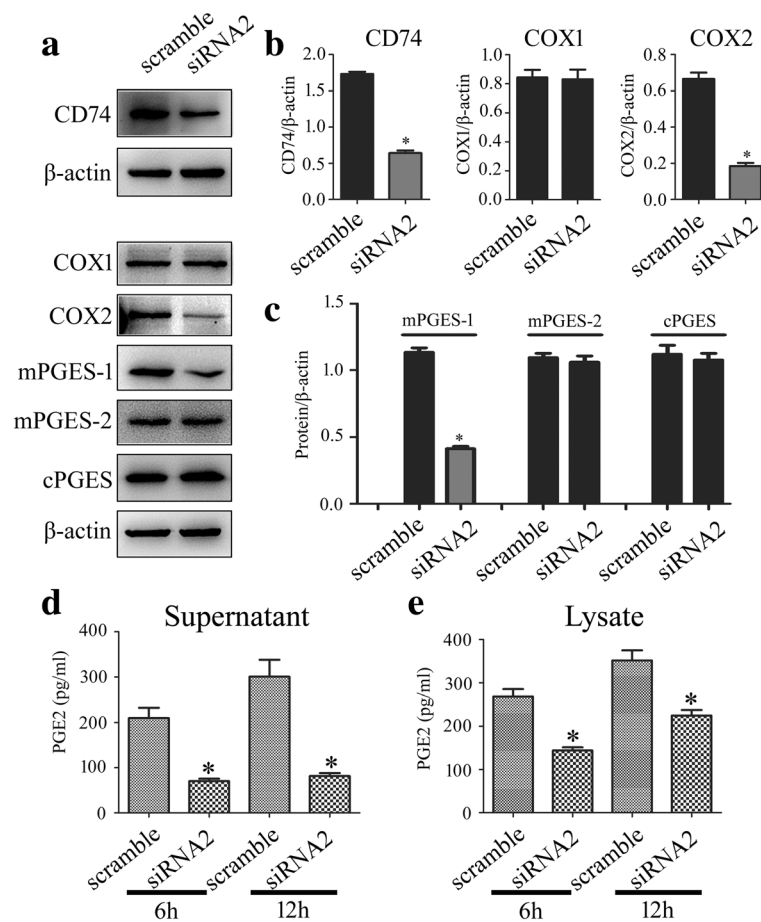 a
scramble
siRNA2
CD74
β-actin
COX1
COX2
mPGES-1
mPGES-2
cPGES
β-actin
b
CD74
CD74/β-actin
2.0
1.5
1.0
0.5
0.0
*
scramble
siRNA2
COX1
COX1/β-actin
1.0
0.8
0.6
0.4
0.2
0.0
scramble
siRNA2
COX2
COX2/β-actin
0.8
0.6
0.4
0.2
0.0
*
scramble
siRNA2
c
Protein/β-actin
1.5
1.0
0.5
0.0
mPGES-1
mPGES-2
cPGES
*
scramble
siRNA2
scramble
siRNA2
scramble
siRNA2
d
Supernatant
PGE2 (pg/ml)
400
300
200
100
0
*
*
scramble
siRNA2
scramble
siRNA2
6h
12h
e
Lysate
PGE2 (pg/ml)
400
300
200
100
0
*
*
scramble
siRNA2
scramble
siRNA2
6h
12h